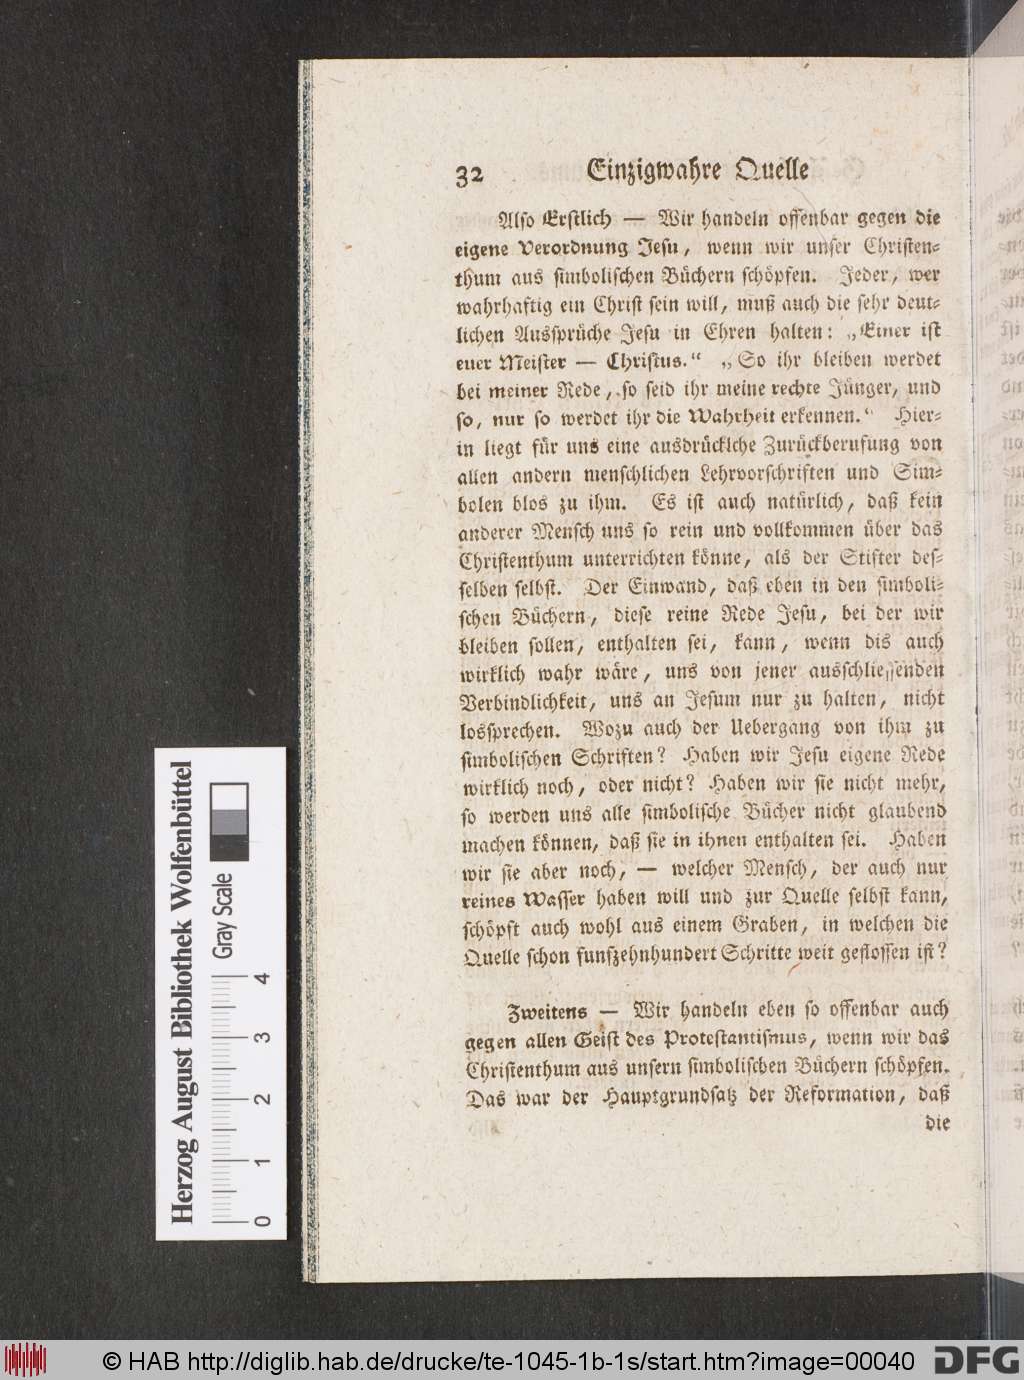 32 Einzigwahre Quelle
Also Erstlich — Wir handeln offenbar gegen die
eigene Verordnung Jesu, wenn wir unser Christen-
thum aus simbolischen Büchern schöpfen. Jeder, wer
wahrhaftig ein Christ sein will, muß auch die sehr deut-
lichen Aussprüche Jesu in Ehren halten: „Einer ist
euer Meister — Christus.“ „So ihr bleiben werdet
bei meiner Rede, so seid ihr meine rechte Jünger, und
so, nur so werdet ihr die Wahrheit erkennen.“ Hier-
in liegt für uns eine ausdrücklche Zurückberufung von
allen andern menschlichen Lehrvorschriften und Sim-
bolen blos zu ihm. Es ist auch natürlich, daß kein
anderer Mensch uns so rein und vollkommen über das
Christenthum unterrichten könne, als der Stifter des-
selben selbst. Der Einwand, daß eben in den simboli-
schen Büchern, diese reine Rede Jesu, bei der wir
bleiben sollen, enthalten sei, kann, wenn dis auch
wirklich wahr wäre, uns von jener ausschliessenden
Verbindlichkeit, uns an Jesum nur zu halten, nicht
lossprechen. Wozu auch der Uebergang von ihm zu
simbolischen Schriften? Haben wir Jesu eigene Rede
wirklich noch, oder nicht? Haben wir sie nicht mehr,
so werden uns alle simbolische Bücher nicht glaubend
machen können, daß sie in ihnen enthalten sei. Haben
wir sie aber noch, — welcher Mensch, der auch nur
reines Wasser haben will und zur Quelle selbst kann,
schöpft auch wohl aus einem Graben, in welchen die
Quelle schon funfzehnhundert Schritte weit geflossen ist?
Zweitens — Wir handeln eben so offenbar auch
gegen allen Geist des Protestantismus, wenn wir das
Christenthum aus unsern simbolischen Büchern schöpfen.
Das war der Hauptgrundsatz der Reformation, daß
die
Herzog August Bibliothek Wolfenbüttel
Gray Scale
0 1 2 3 4
© HAB http://diglib.hab.de/drucke/te-1045-1b-1s/start.htm?image=00040 DFG